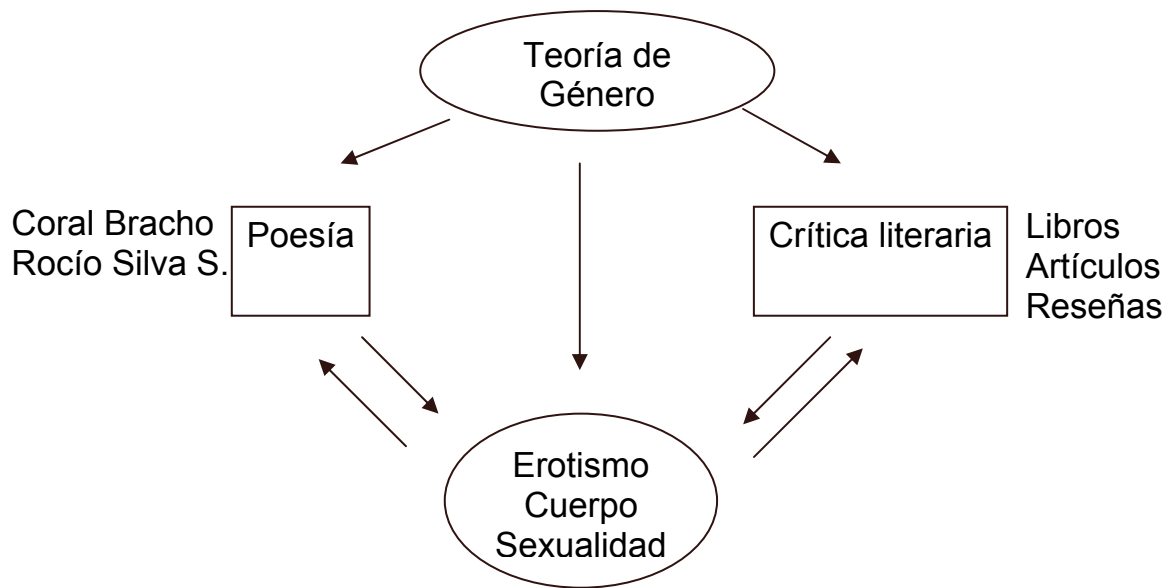 Teoría de
Género
Coral Bracho
Rocío Silva S.
Poesía
Crítica literaria
Libros
Artículos
Reseñas
Erotismo
Cuerpo
Sexualidad